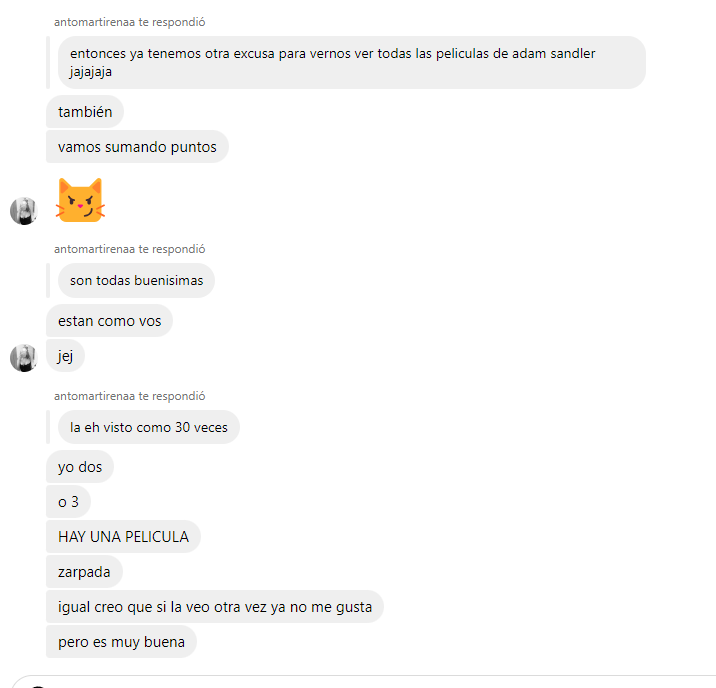 antomartirenaa te respondió
entonces ya tenemos otra excusa para vernos ver todas las peliculas de adam sandler
jajajaja
también
vamos sumando puntos
antomartirenaa te respondió
son todas buenisimas
estan como vos
jej
antomartirenaa te respondió
la eh visto como 30 veces
yo dos
o 3
HAY UNA PELICULA
zarpada
igual creo que si la veo otra vez ya no me gusta
pero es muy buena